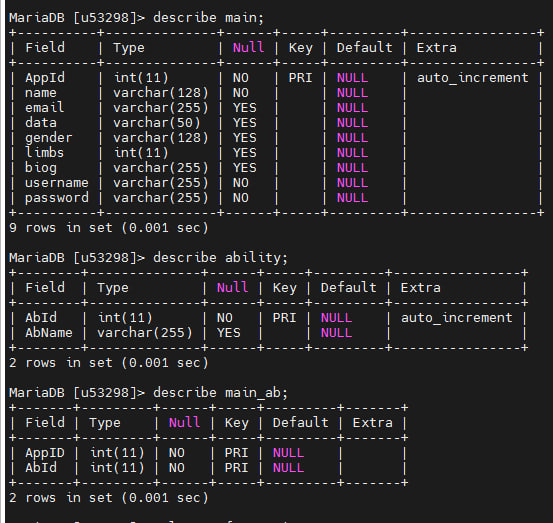 MariaDB [u53298]> describe main;
+----------+--------------+------+-----+---------+----------------+
| Field    | Type         | Null | Key | Default | Extra          |
+----------+--------------+------+-----+---------+----------------+
| AppId    | int(11)      | NO   | PRI | NULL    | auto_increment |
| name     | varchar(128) | NO   |     | NULL    |                |
| email    | varchar(255) | YES  |     | NULL    |                |
| data     | varchar(50)  | YES  |     | NULL    |                |
| gender   | varchar(128) | YES  |     | NULL    |                |
| limbs    | int(11)      | YES  |     | NULL    |                |
| biog     | varchar(255) | YES  |     | NULL    |                |
| username | varchar(255) | NO   |     | NULL    |                |
| password | varchar(255) | NO   |     | NULL    |                |
+----------+--------------+------+-----+---------+----------------+
9 rows in set (0.001 sec)
MariaDB [u53298]> describe ability;
+--------+--------------+------+-----+---------+----------------+
| Field  | Type         | Null | Key | Default | Extra          |
+--------+--------------+------+-----+---------+----------------+
| AbId   | int(11)      | NO   | PRI | NULL    | auto_increment |
| AbName | varchar(255) | YES  |     | NULL    |                |
+--------+--------------+------+-----+---------+----------------+
2 rows in set (0.001 sec)
MariaDB [u53298]> describe main_ab;
+-------+---------+------+-----+---------+-------+
| Field | Type    | Null | Key | Default | Extra |
+-------+---------+------+-----+---------+-------+
| AppID | int(11) | NO   | PRI | NULL    |       |
| AbId  | int(11) | NO   | PRI | NULL    |       |
+-------+---------+------+-----+---------+-------+
2 rows in set (0.001 sec)